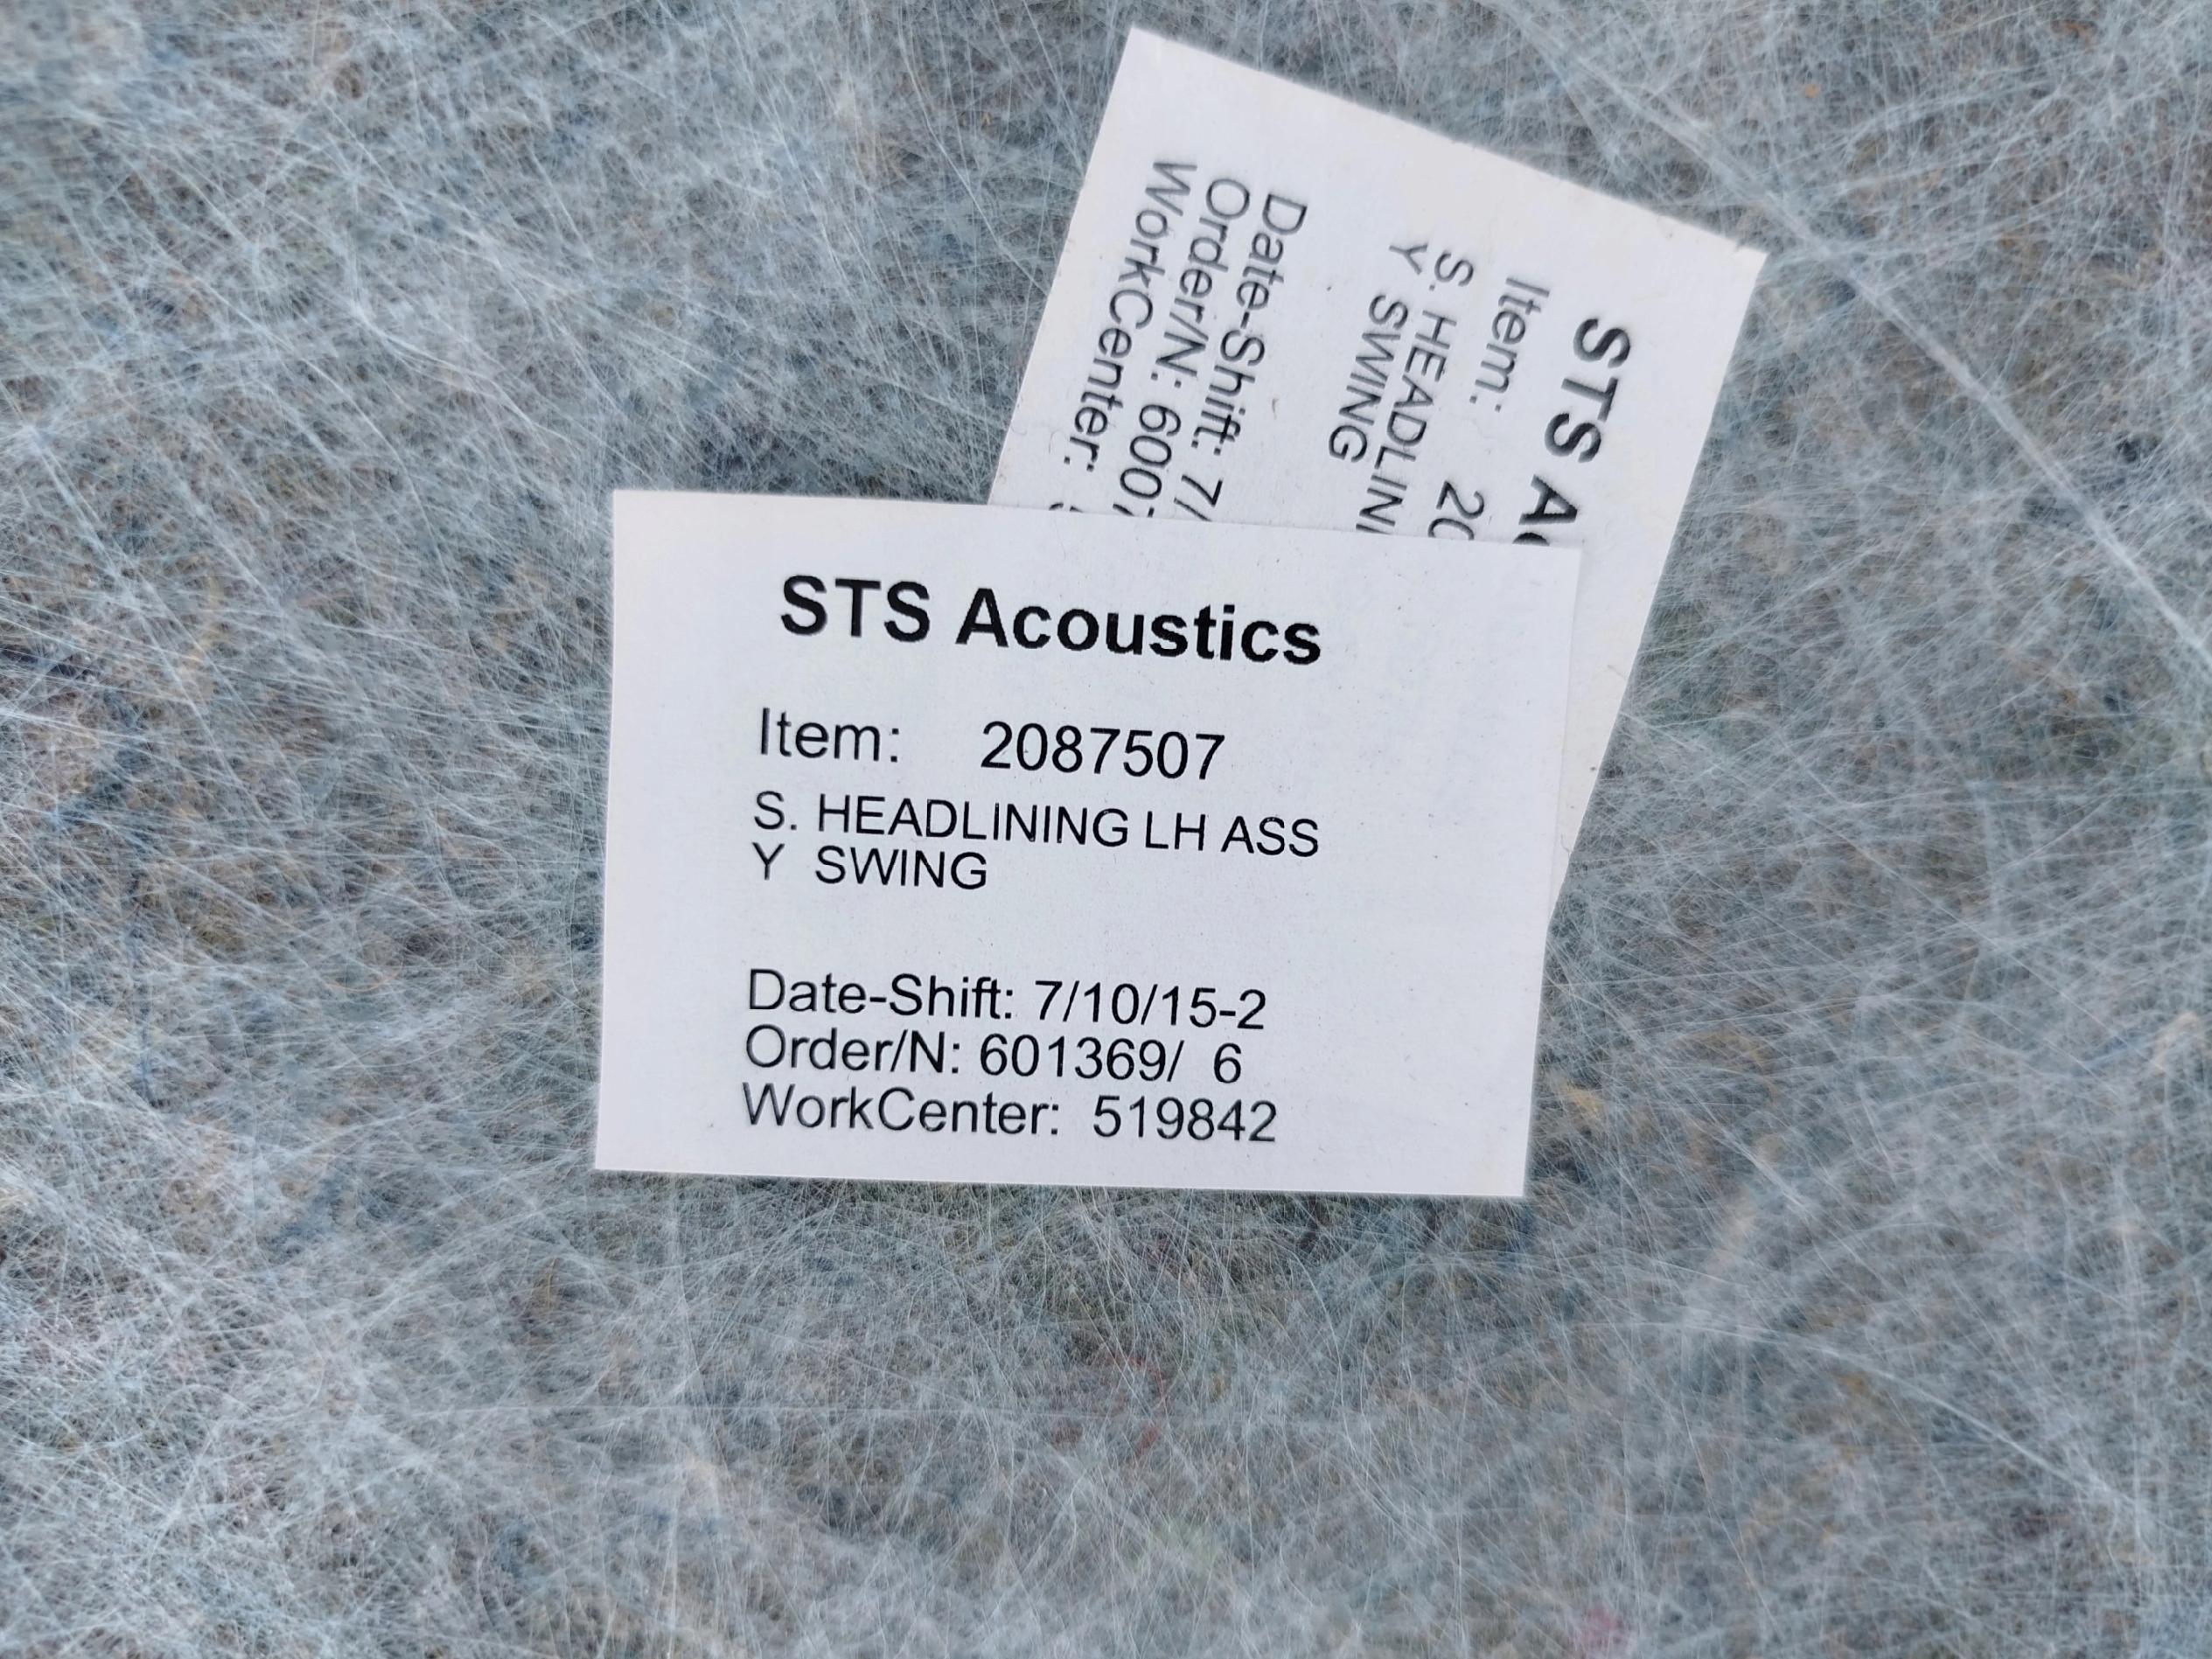 STS Acoustics
Item: 2087507
S. HEADLINING LH ASS
Y SWING
Date-Shift: 7/10/15-2
Order/N: 601369/ 6
WorkCenter: 519842
STS
Item:
S.
Y SWING
Date-Shift:
Order/N:
WorkCenter: